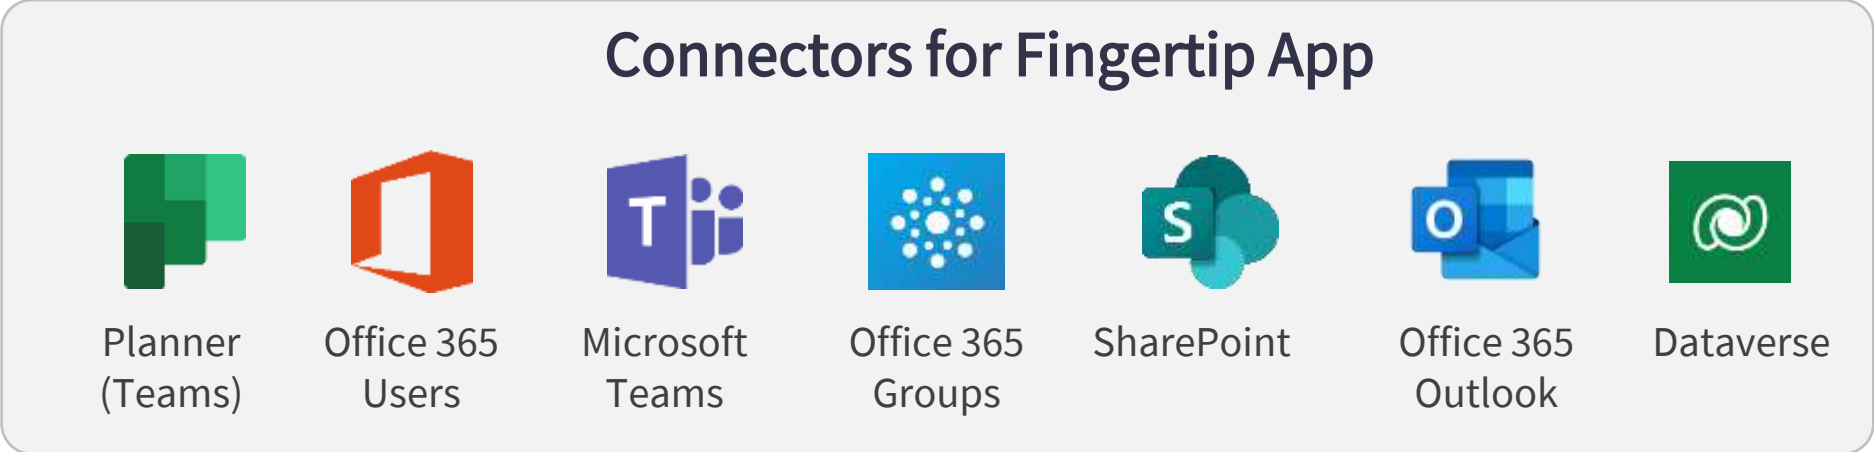 Connectors for Fingertip App
T
S
O
Planner
(Teams)
Office 365
Users
Microsoft
Teams
Office 365
Groups
SharePoint
Office 365
Outlook
Dataverse